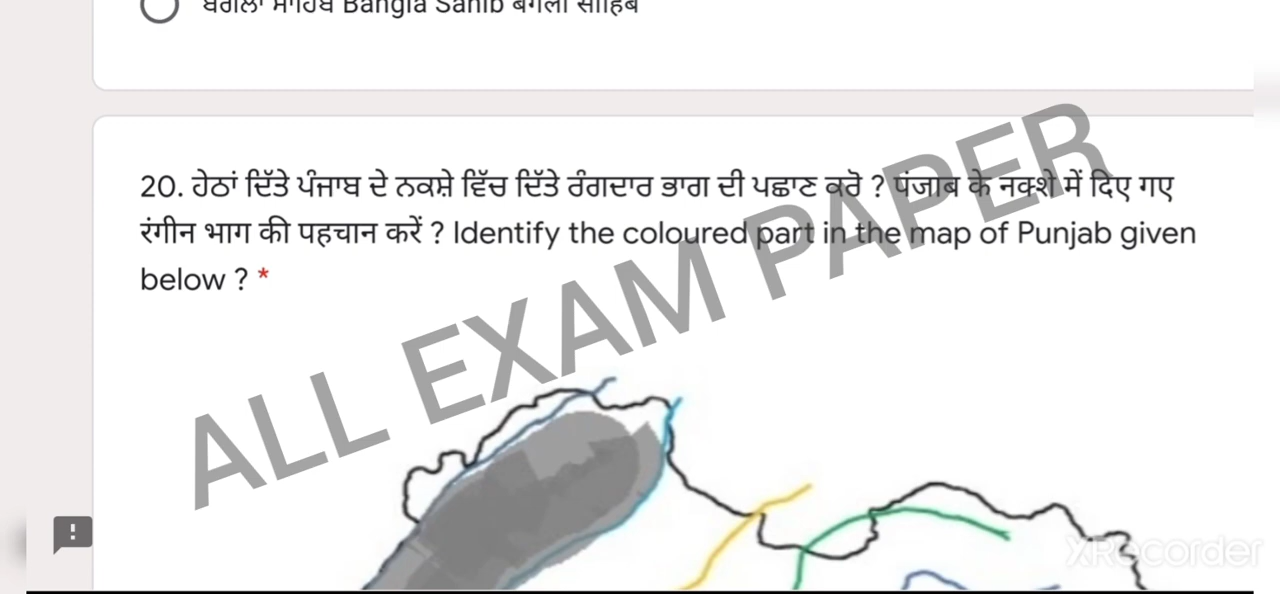 ਬੰਗਲਾ ਸਾਹਿਬ Bangla Sahib बंगला साहिब
20. ਹੇਠਾਂ ਦਿੱਤੇ ਪੰਜਾਬ ਦੇ ਨਕਸ਼ੇ ਵਿੱਚ ਦਿੱਤੇ ਰੰਗਦਾਰ ਭਾਗ ਦੀ ਪਛਾਣ ਕਰੋ ? पंजाब के नक्शे में दिए गए
रंगीन भाग की पहचान करें ? Identify the coloured part in the map of Punjab given
below ? *
ALL EXAM PAPER
XRecorder